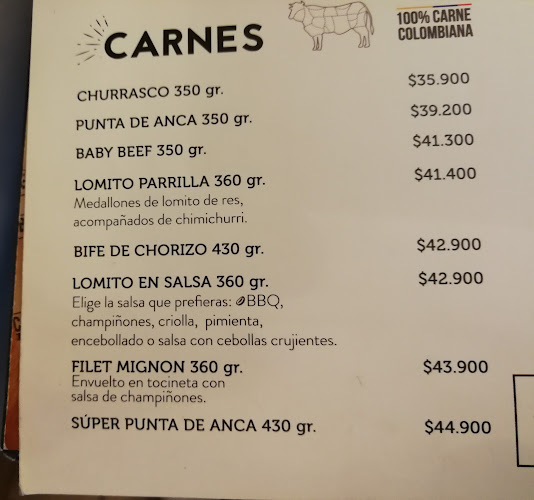 CARNES
100% CARNE
COLOMBIANA
CHURRASCO 350 gr. $35.900
PUNTA DE ANCA 350 gr. $39.200
BABY BEEF 350 gr. $41.300
LOMITO PARRILLA 360 gr. $41.400
Medallones de lomito de res,
acompañados de chimichurri.
BIFE DE CHORIZO 430 gr. $42.900
LOMITO EN SALSA 360 gr. $42.900
Elige la salsa que prefieras: BBQ,
champiñones, criolla, pimienta,
encebollado o salsa con cebollas crujientes.
FILET MIGNON 360 gr. $43.900
Envuelto en tocineta con
salsa de champiñones.
SÚPER PUNTA DE ANCA 430 gr. $44.900